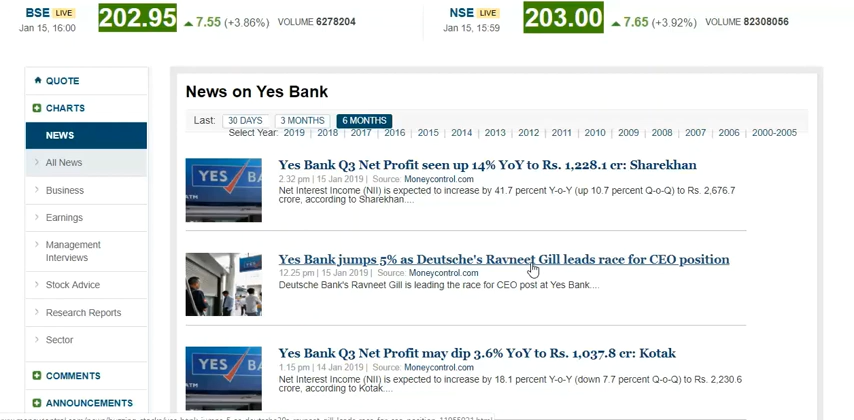 BSE LIVE
Jan 15, 16:00
202.95
7.55 (+3.86%) VOLUME 6278204
NSE LIVE
Jan 15, 15:59
203.00
7.65 (+3.92%) VOLUME 82308056
QUOTE
CHARTS
NEWS
All News
Business
Earnings
Management
Interviews
Stock Advice
Research Reports
Sector
COMMENTS
ANNOUNCEMENTS
News on Yes Bank
Last: 30 DAYS 3 MONTHS 6 MONTHS
Select Year: 2019 | 2018 | 2017 | 2016 | 2015 | 2014 | 2013 | 2012 | 2011 | 2010 | 2009 | 2008 | 2007 | 2006 | 2000-2005
YES BANK
Yes Bank Q3 Net Profit seen up 14% YoY to Rs. 1,228.1 cr: Sharekhan
2.32 pm | 15 Jan 2019 | Source: Moneycontrol.com
Net Interest Income (NII) is expected to increase by 41.7 percent Y-o-Y (up 10.7 percent Q-o-Q) to Rs. 2,676.7
crore, according to Sharekhan....
Yes Bank jumps 5% as Deutsche's Ravneet Gill leads race for CEO position
12.25 pm | 15 Jan 2019 | Source: Moneycontrol.com
Deutsche Bank's Ravneet Gill is leading the race for CEO post at Yes Bank....
YES BANK
Yes Bank Q3 Net Profit may dip 3.6% YoY to Rs. 1,037.8 cr: Kotak
1.15 pm | 14 Jan 2019 | Source: Moneycontrol.com
Net Interest Income (NII) is expected to increase by 18.1 percent Y-o-Y (down 7.7 percent Q-o-Q) to Rs. 2,230.6
crore, according to Kotak....